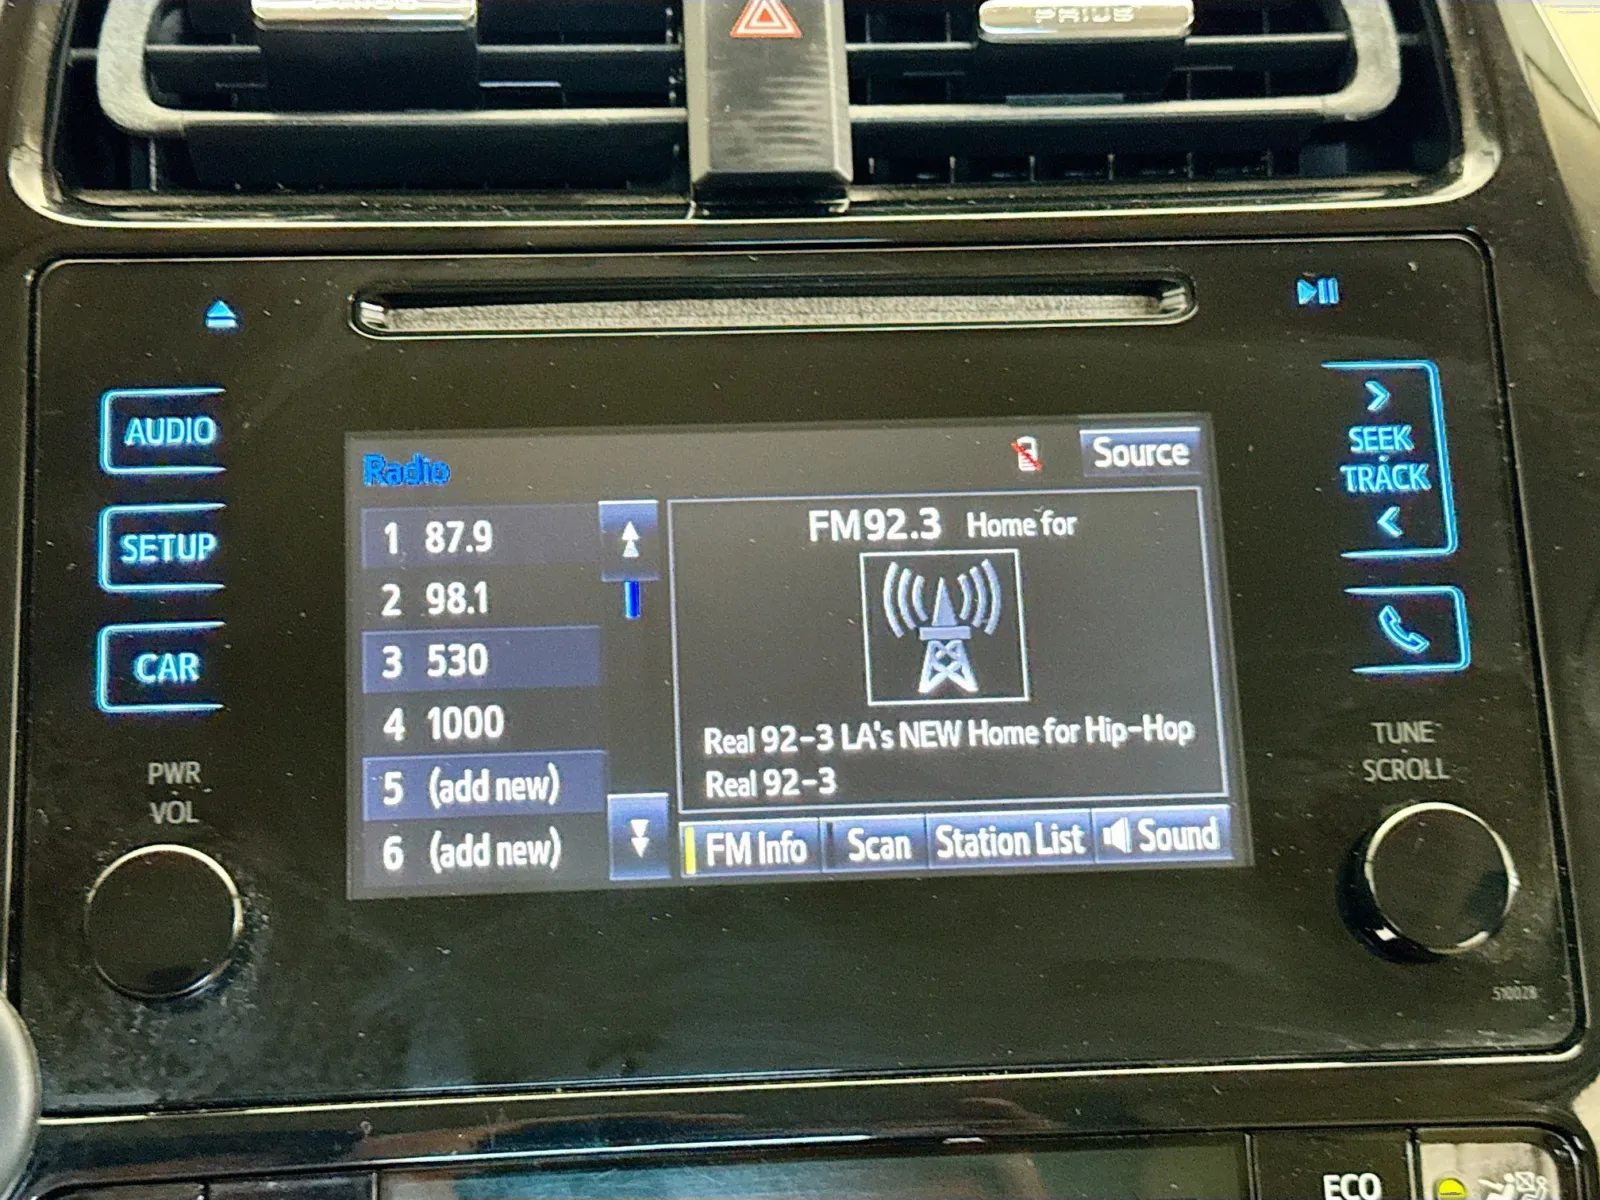 PRIUS
PRIUS
AUDIO
SETUP
CAR
PWR
VOL
Radio
Source
1 87.9
2 98.1
3 530
4 1000
5 (add new)
6 (add new)
FM92.3 Home for
Real 92-3 LA's NEW Home for Hip-Hop
Real 92-3
FM Info
Scan
Station List
Sound
>
SEEK
TRACK
<
TUNE
SCROLL
510028
ECO